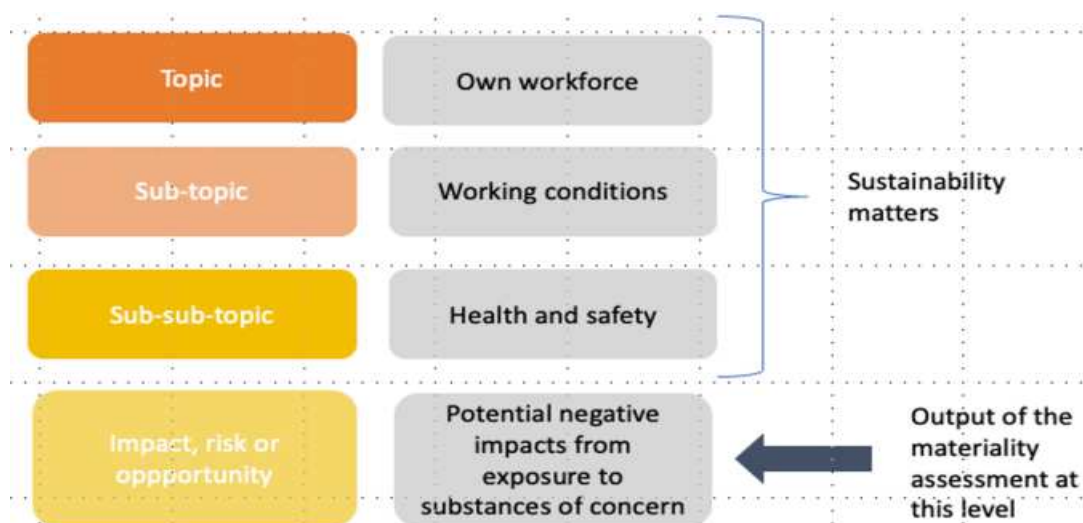 Topic
Own workforce
Sub-topic
Working conditions
Sustainability
matters
Sub-sub-topic
Health and safety
Impact, risk or
oppportunity
Potential negative
impacts from
exposure to
substances of concern
Output of the
materiality
assessment at
this level